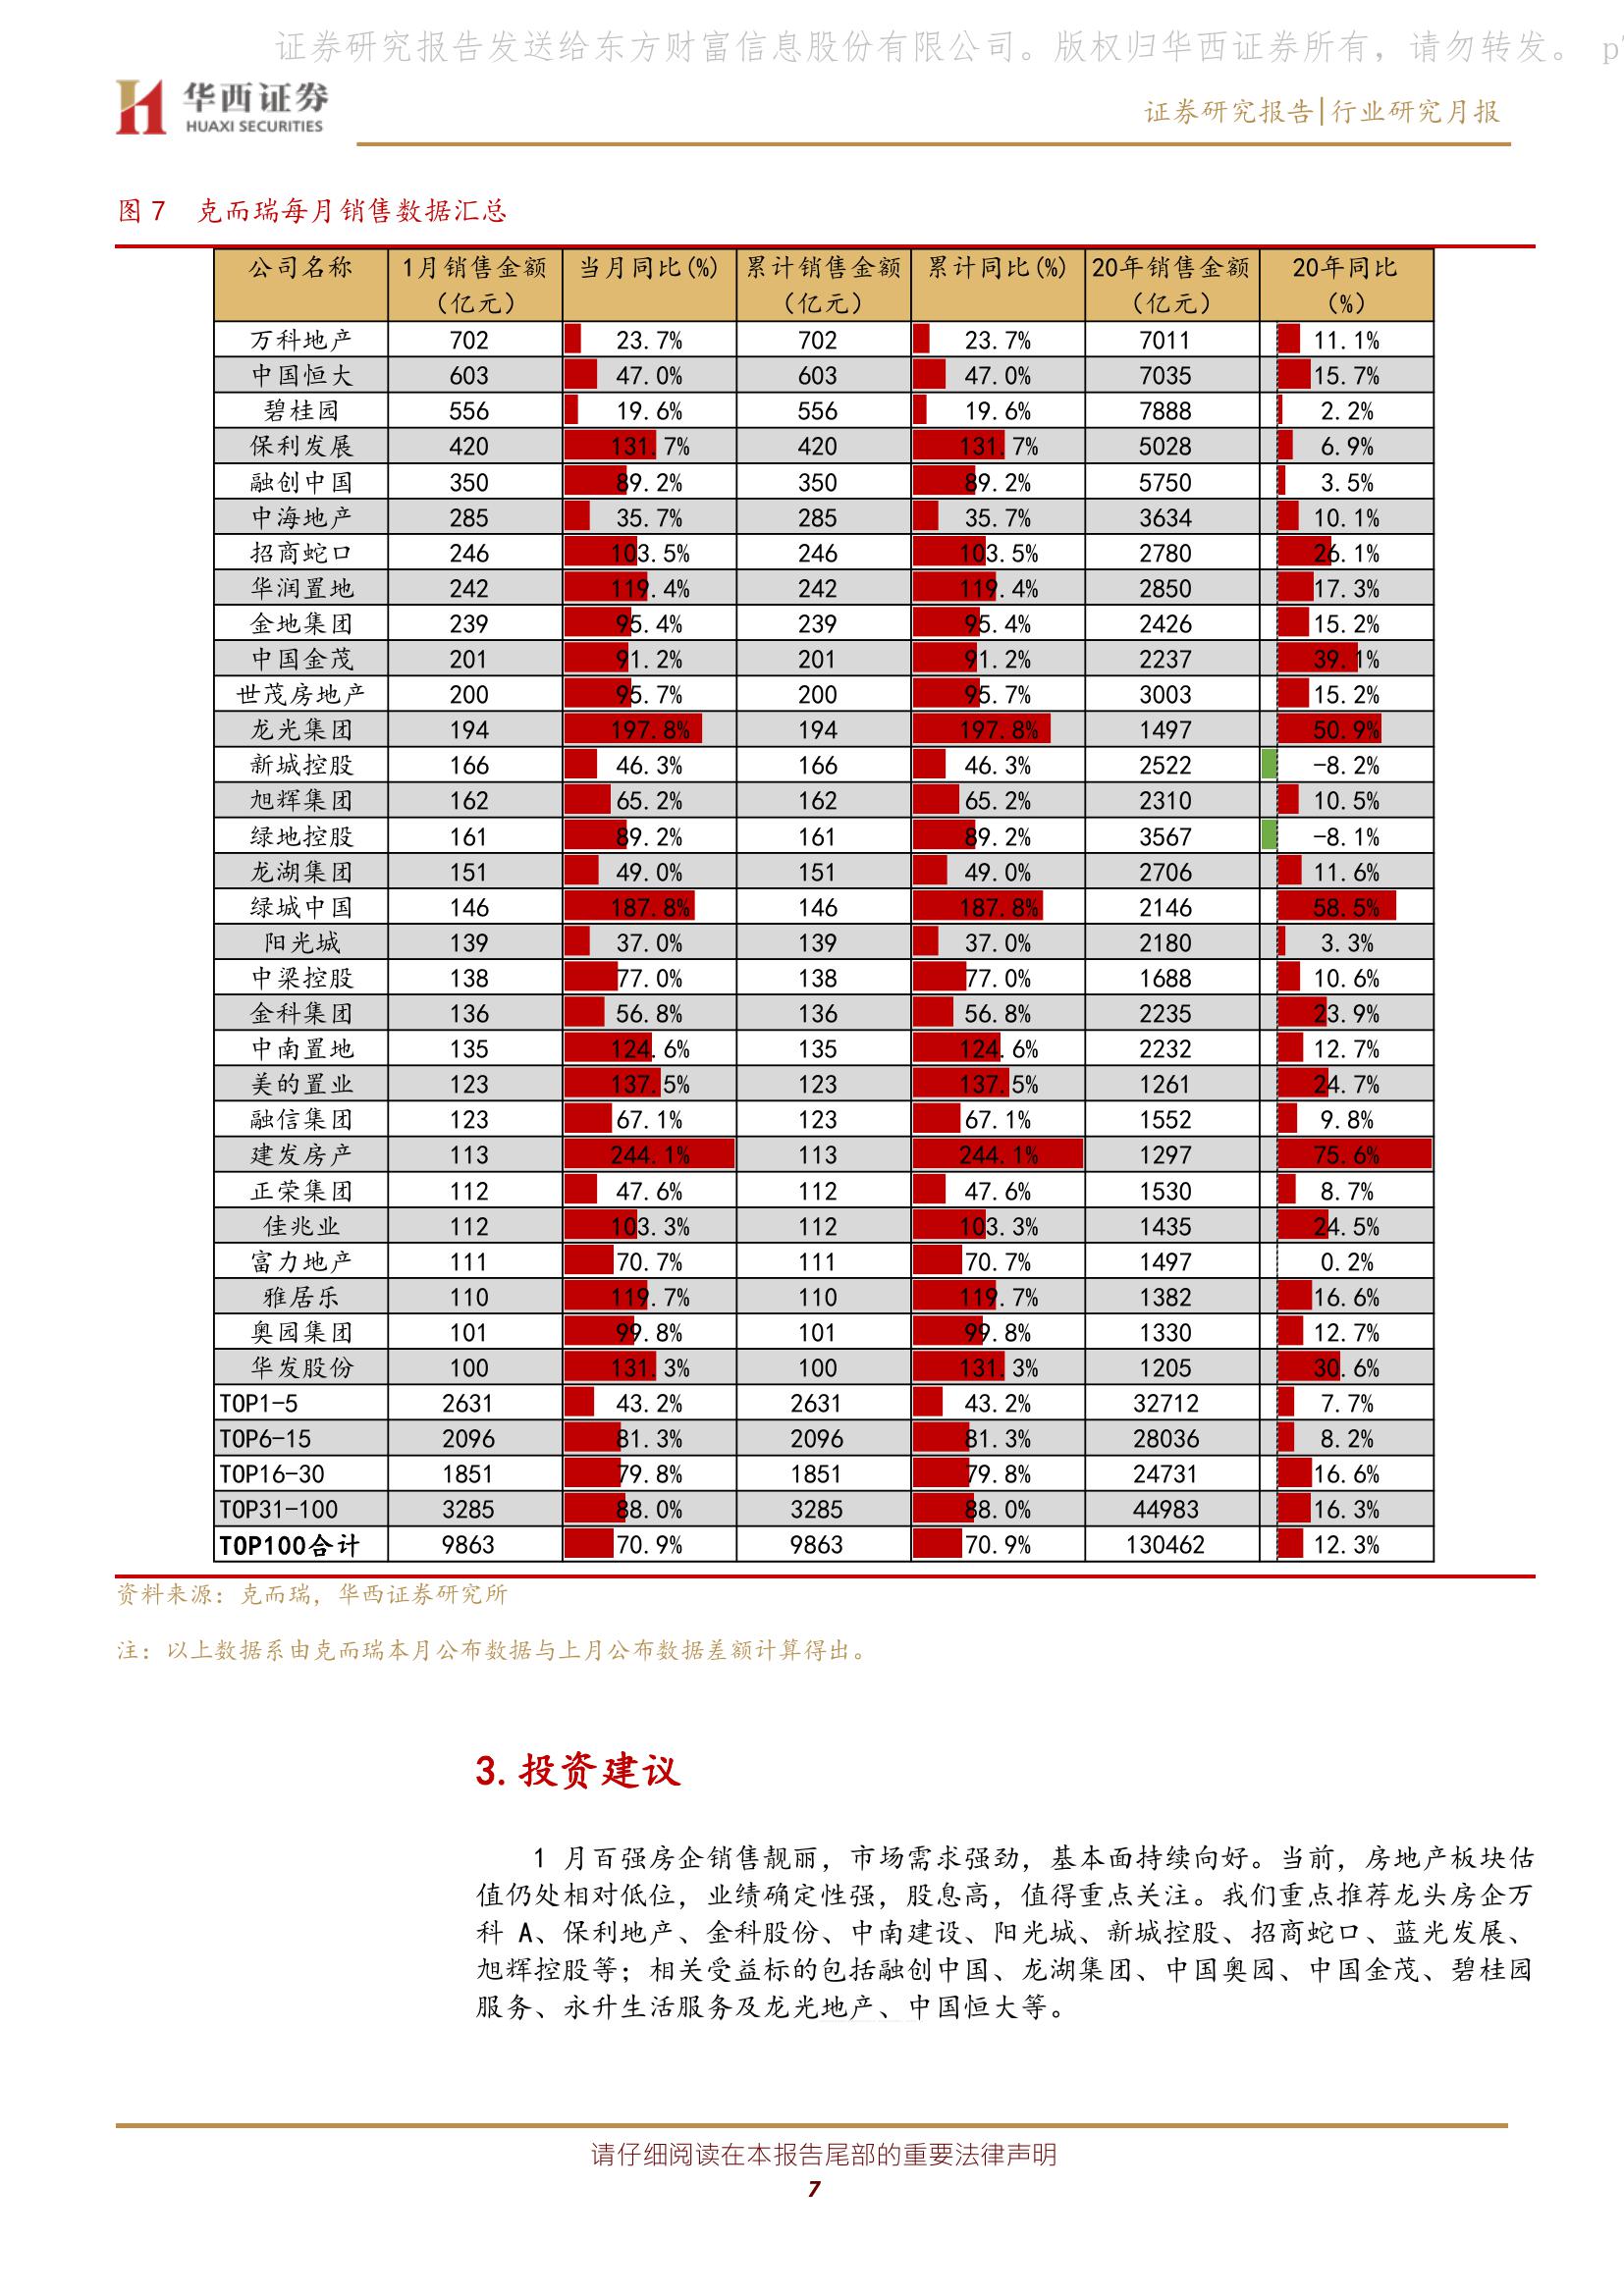 证券研究报告发送给东方财富信息股份有限公司。版权归华西证券所有，请勿转发。 p7
华西证券
HUAXI SECURITIES
证券研究报告|行业研究月报
图 7 克而瑞每月销售数据汇总
公司名称 1月销售金额（亿元） 当月同比(%) 累计销售金额（亿元） 累计同比(%) 20年销售金额（亿元） 20年同比(%)
万科地产 702 23.7% 702 23.7% 7011 11.1%
中国恒大 603 47.0% 603 47.0% 7035 15.7%
碧桂园 556 19.6% 556 19.6% 7888 2.2%
保利发展 420 131.7% 420 131.7% 5028 6.9%
融创中国 350 89.2% 350 89.2% 5750 3.5%
中海地产 285 35.7% 285 35.7% 3634 10.1%
招商蛇口 246 103.5% 246 103.5% 2780 26.1%
华润置地 242 119.4% 242 119.4% 2850 17.3%
金地集团 239 95.4% 239 95.4% 2426 15.2%
中国金茂 201 91.2% 201 91.2% 2237 39.1%
世茂房地产 200 95.7% 200 95.7% 3003 15.2%
龙光集团 194 197.8% 194 197.8% 1497 50.9%
新城控股 166 46.3% 166 46.3% 2522 -8.2%
旭辉集团 162 65.2% 162 65.2% 2310 10.5%
绿地控股 161 89.2% 161 89.2% 3567 -8.1%
龙湖集团 151 49.0% 151 49.0% 2706 11.6%
绿城中国 146 187.8% 146 187.8% 2146 58.5%
阳光城 139 37.0% 139 37.0% 2180 3.3%
中梁控股 138 77.0% 138 77.0% 1688 10.6%
金科集团 136 56.8% 136 56.8% 2235 23.9%
中南置地 135 124.6% 135 124.6% 2232 12.7%
美的置业 123 137.5% 123 137.5% 1261 24.7%
融信集团 123 67.1% 123 67.1% 1552 9.8%
建发房产 113 244.1% 113 244.1% 1297 75.6%
正荣集团 112 47.6% 112 47.6% 1530 8.7%
佳兆业 112 103.3% 112 103.3% 1435 24.5%
富力地产 111 70.7% 111 70.7% 1497 0.2%
雅居乐 110 119.7% 110 119.7% 1382 16.6%
奥园集团 101 99.8% 101 99.8% 1330 12.7%
华发股份 100 131.3% 100 131.3% 1205 30.6%
TOP1-5 2631 43.2% 2631 43.2% 32712 7.7%
TOP6-15 2096 81.3% 2096 81.3% 28036 8.2%
TOP16-30 1851 79.8% 1851 79.8% 24731 16.6%
TOP31-100 3285 88.0% 3285 88.0% 44983 16.3%
TOP100合计 9863 70.9% 9863 70.9% 130462 12.3%
资料来源：克而瑞，华西证券研究所
注：以上数据系由克而瑞本月公布数据与上月公布数据差额计算得出。
3.投资建议
1 月百强房企销售靓丽，市场需求强劲，基本面持续向好。当前，房地产板块估
值仍处相对低位，业绩确定性强，股息高，值得重点关注。我们重点推荐龙头房企万
科 A、保利地产、金科股份、中南建设、阳光城、新城控股、招商蛇口、蓝光发展、
旭辉控股等；相关受益标的包括融创中国、龙湖集团、中国奥园、中国金茂、碧桂园
服务、永升生活服务及龙光地产、中国恒大等。
请仔细阅读在本报告尾部的重要法律声明
7